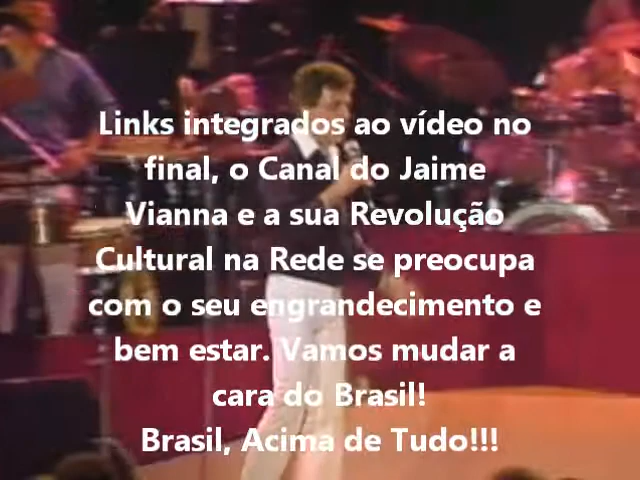 Links integrados ao vídeo no
final, o Canal do Jaime
Vianna e a sua Revolução
Cultural na Rede se preocupa
com o seu engrandecimento e
bem estar. Vamos mudar a
cara do Brasil!
Brasil, Acima de Tudo!!!